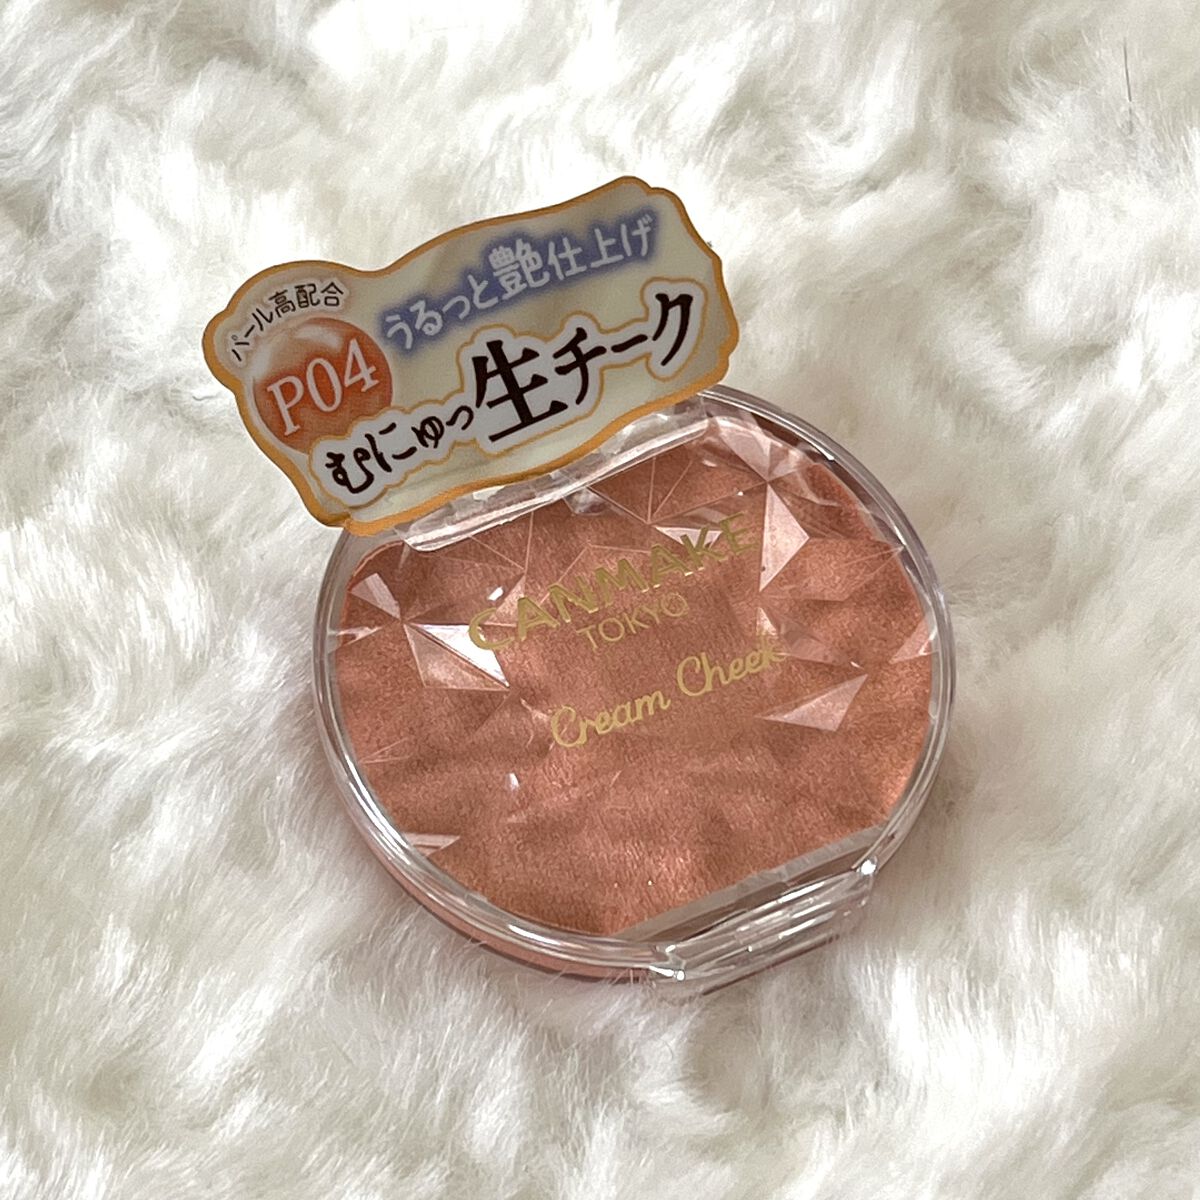 パール高配合
P04
うるっと艶仕上げ
むにゅっ生チーク
CANMAKE
TOKYO
Cream Cheek